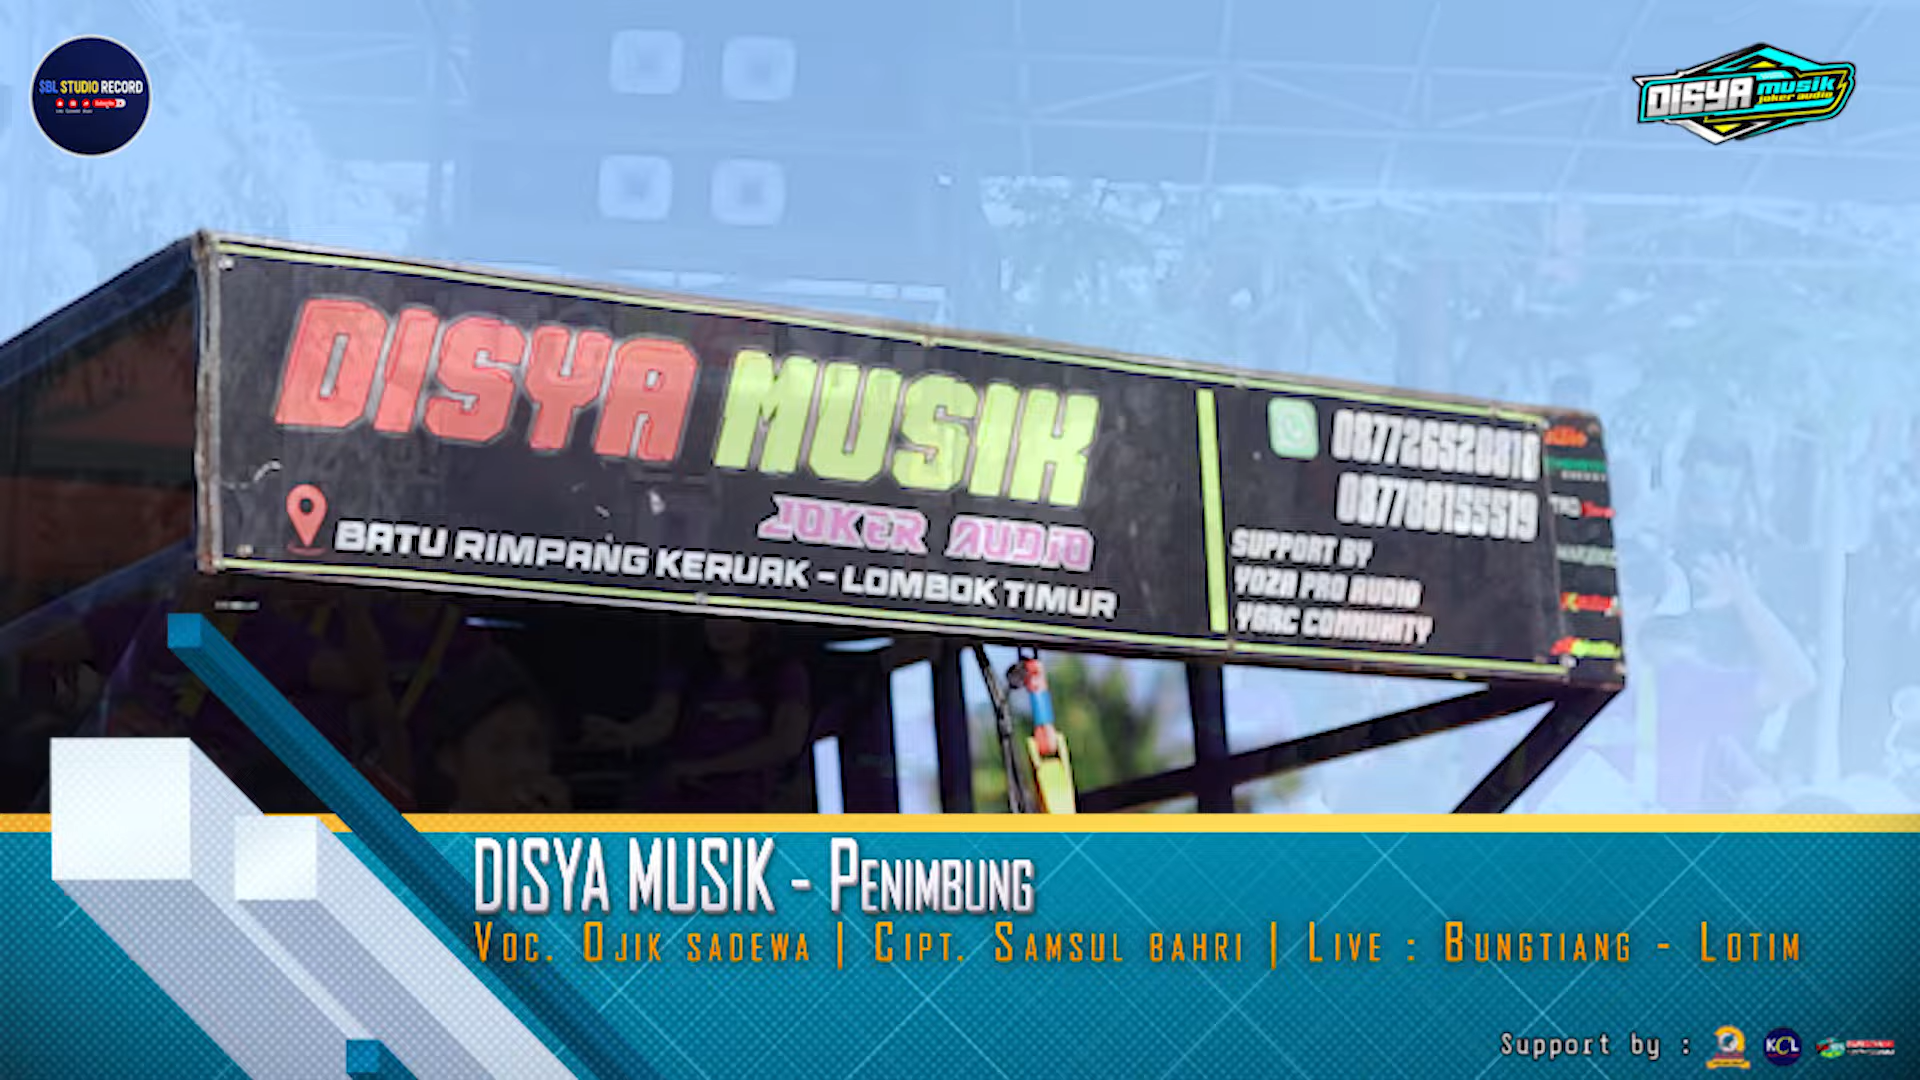 $BL STUDIO RECORD
DISYA musik
joker audio
DISYA MUSIK
JOKER AUDIO
BATU RIMPANG KERUAK - LOMBOK TIMUR
087726520818
087788155519
SUPPORT BY
YOZA PRO AUDIO
YGRC COMMUNITY
DISYA MUSIK - PENIMBUNG
VOC. OJIK SADEWA | CIPT. SAMSUL BAHRI | LIVE : BUNGTIANG - LOTIM
Support by :
KCL